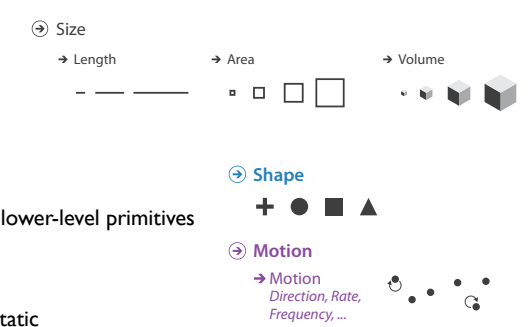 Size
Length
Area
Volume
Shape
lower-level primitives
Motion
Motion
Direction, Rate,
Frequency, ...
tatic